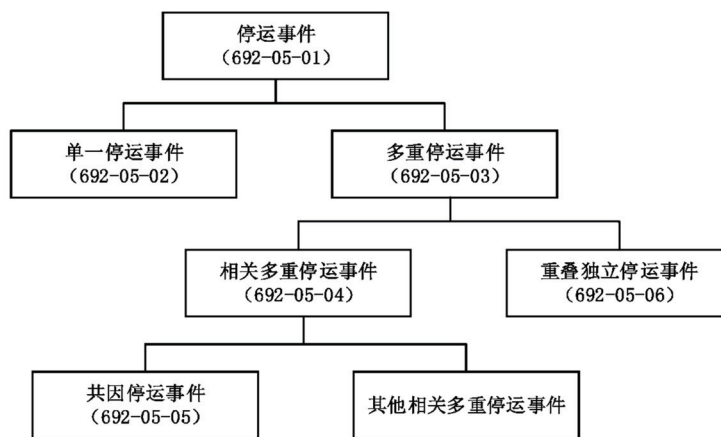 停运事件
（692-05-01）
单一停运事件
（692-05-02）
多重停运事件
（692-05-03）
相关多重停运事件
（692-05-04）
重叠独立停运事件
（692-05-06）
共因停运事件
（692-05-05）
其他相关多重停运事件